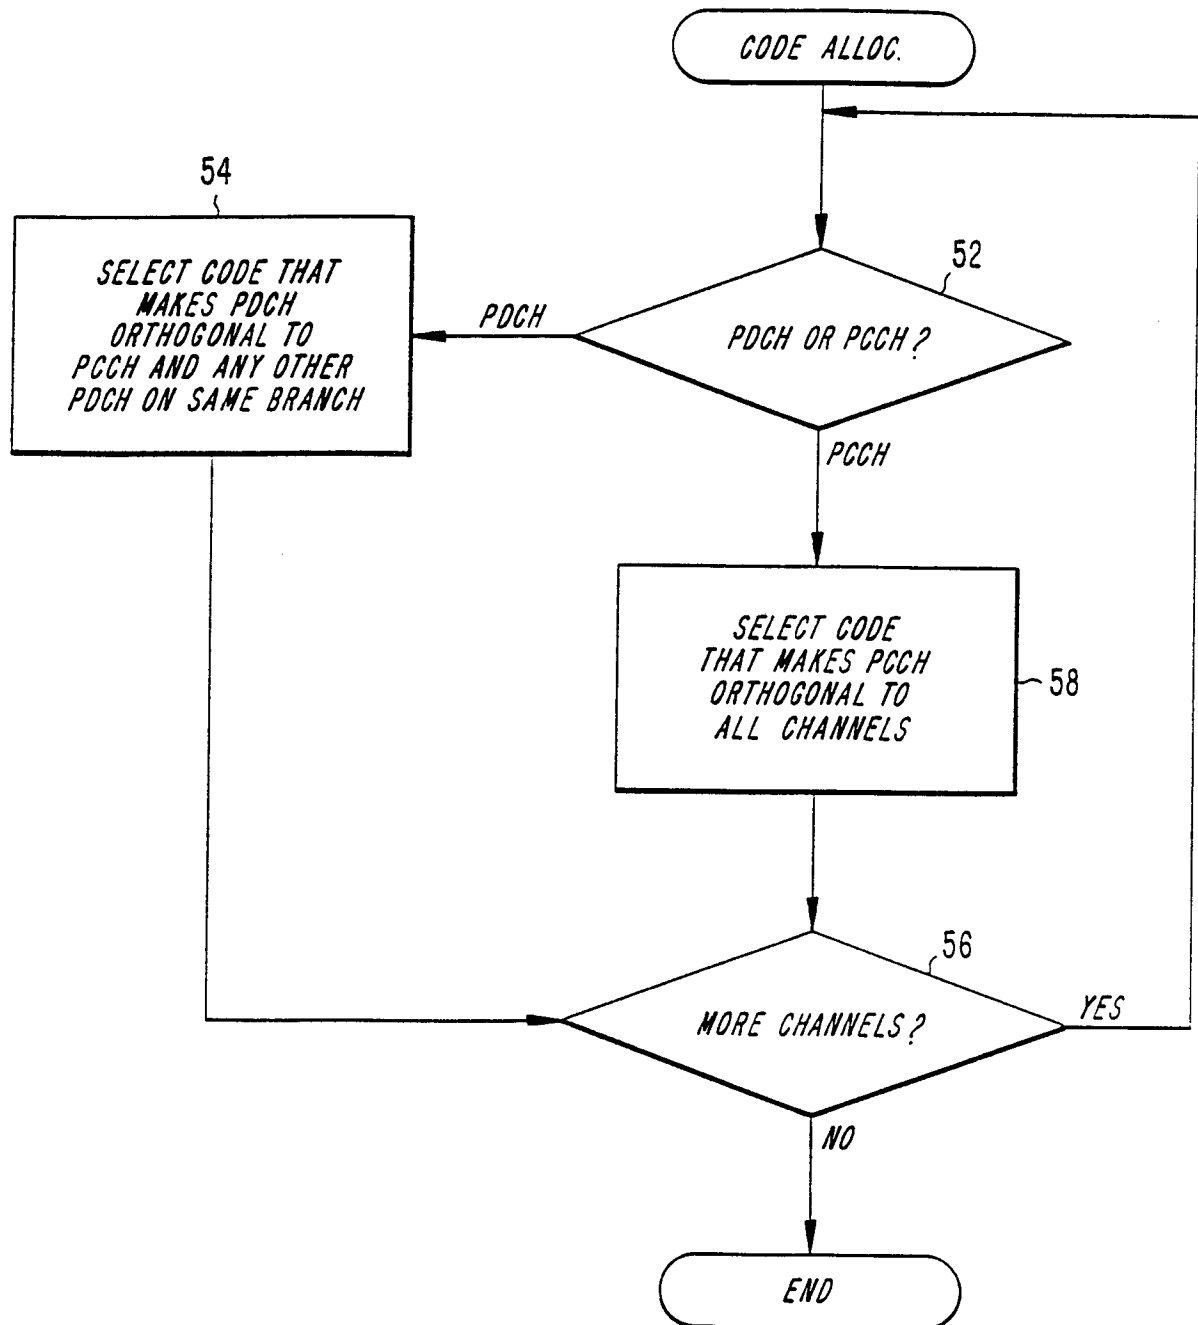 CODE ALLOC.
54
SELECT CODE THAT
MAKES PDCH
ORTHOGONAL TO
PCCH AND ANY OTHER
PDCH ON SAME BRANCH
PDCH
52
PDCH OR PCCH?
PCCH
SELECT CODE
THAT MAKES PCCH
ORTHOGONAL TO
ALL CHANNELS
58
56
MORE CHANNELS?
YES
NO
END